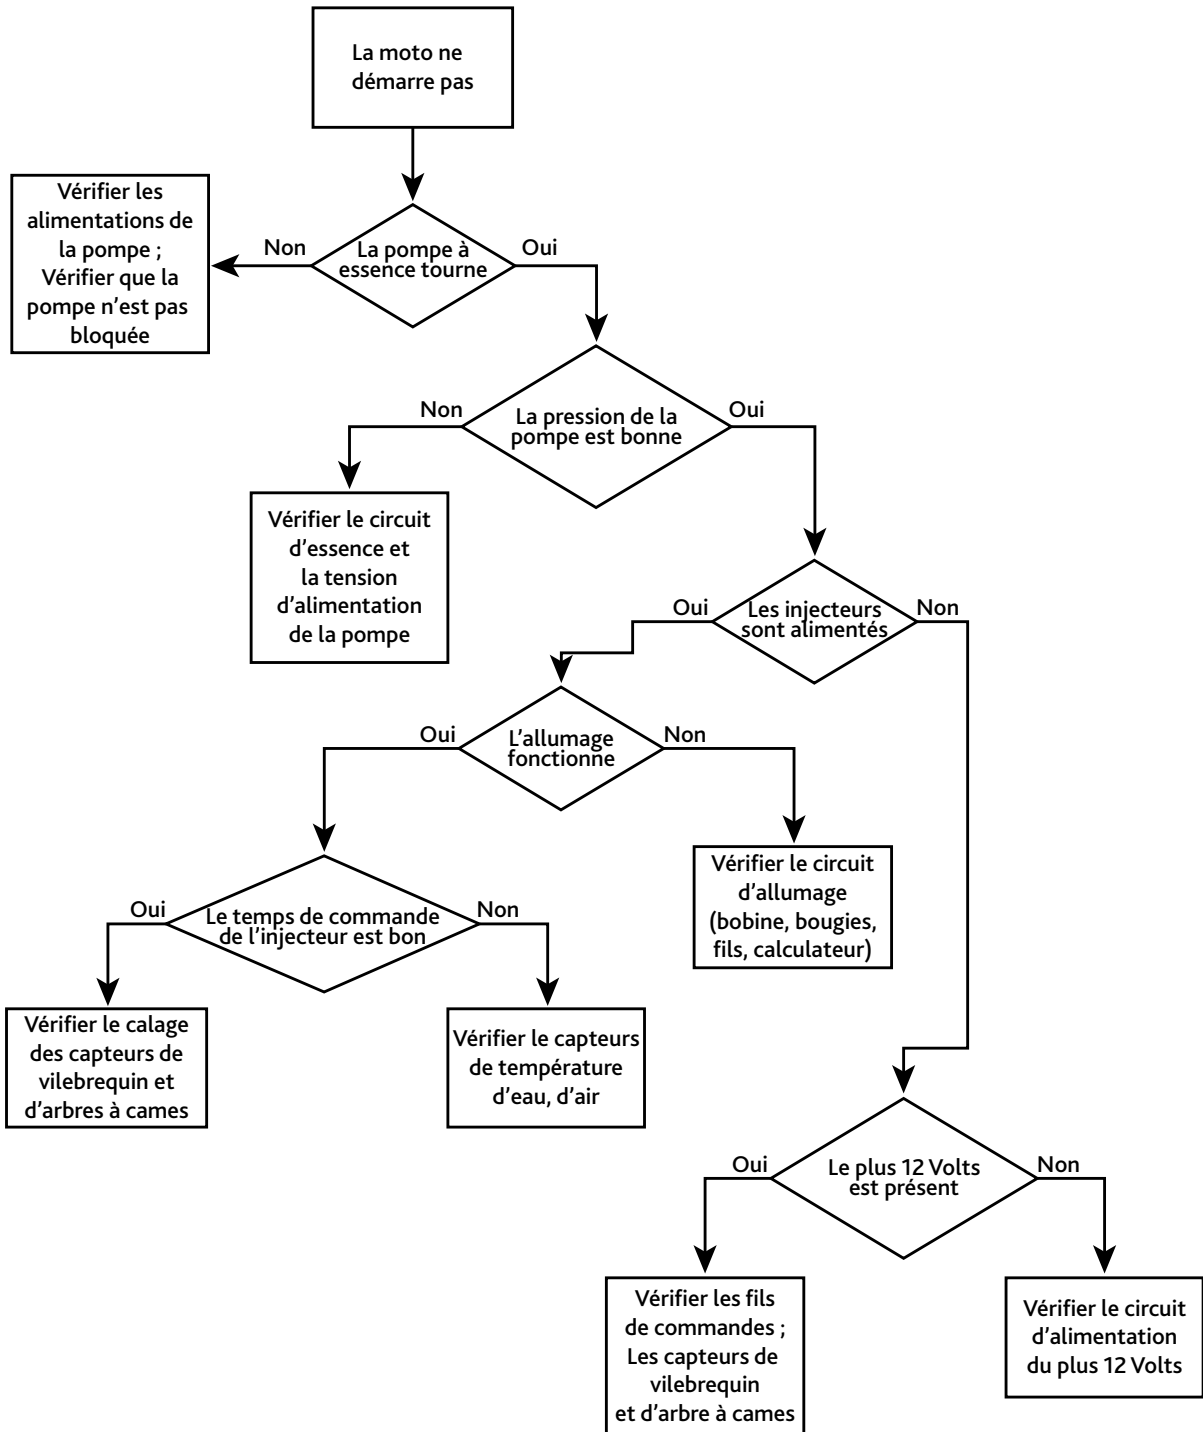 La moto ne
démarre pas
Vérifier les
alimentations de
la pompe ;
Vérifier que la
pompe n'est pas
bloquée
Non
La pompe à
essence tourne
Oui
Non
La pression de la
pompe est bonne
Oui
Vérifier le circuit
d'essence et
la tension
d'alimentation
de la pompe
Oui
Les injecteurs
sont alimentés
Non
Oui
L'allumage
fonctionne
Non
Vérifier le circuit
d'allumage
(bobine, bougies,
fils, calculateur)
Oui
Le temps de commande
de l'injecteur est bon
Non
Vérifier le calage
des capteurs de
vilebrequin et
d'arbres à cames
Vérifier le capteurs
de température
d'eau, d'air
Oui
Le plus 12 Volts
est présent
Non
Vérifier les fils
de commandes ;
Les capteurs de
vilebrequin
et d'arbre à cames
Vérifier le circuit
d'alimentation
du plus 12 Volts